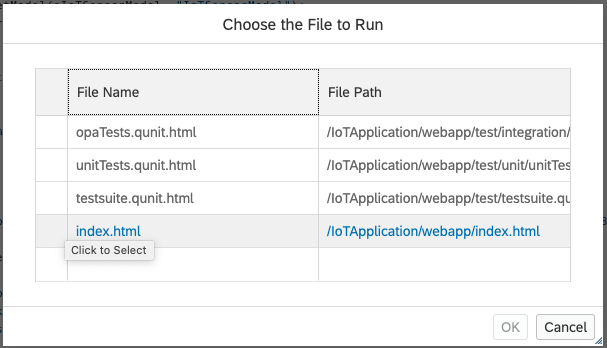 Choose the File to Run
File Name File Path
opaTests.qunit.html /IoTApplication/webapp/test/integration/
unitTests.qunit.html /IoTApplication/webapp/test/unit/unitTes
testsuite.qunit.html /IoTApplication/webapp/test/testsuite.qu
index.html /IoTApplication/webapp/index.html
Click to Select
OK Cancel